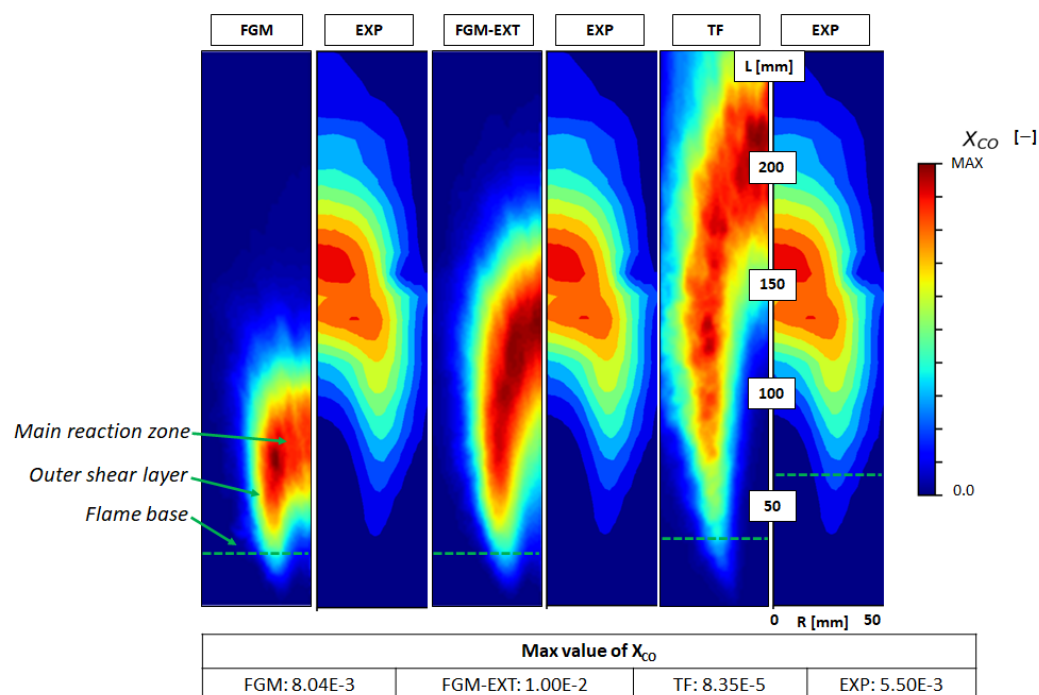 FGM EXP FGM-EXT EXP TF EXP
L [mm]
X_CO [−]
MAX
200
150
100
Main reaction zone
Outer shear layer
0.0
50
Flame base
0 R [mm] 50
Max value of X_CO
FGM: 8.04E-3 FGM-EXT: 1.00E-2 TF: 8.35E-5 EXP: 5.50E-3